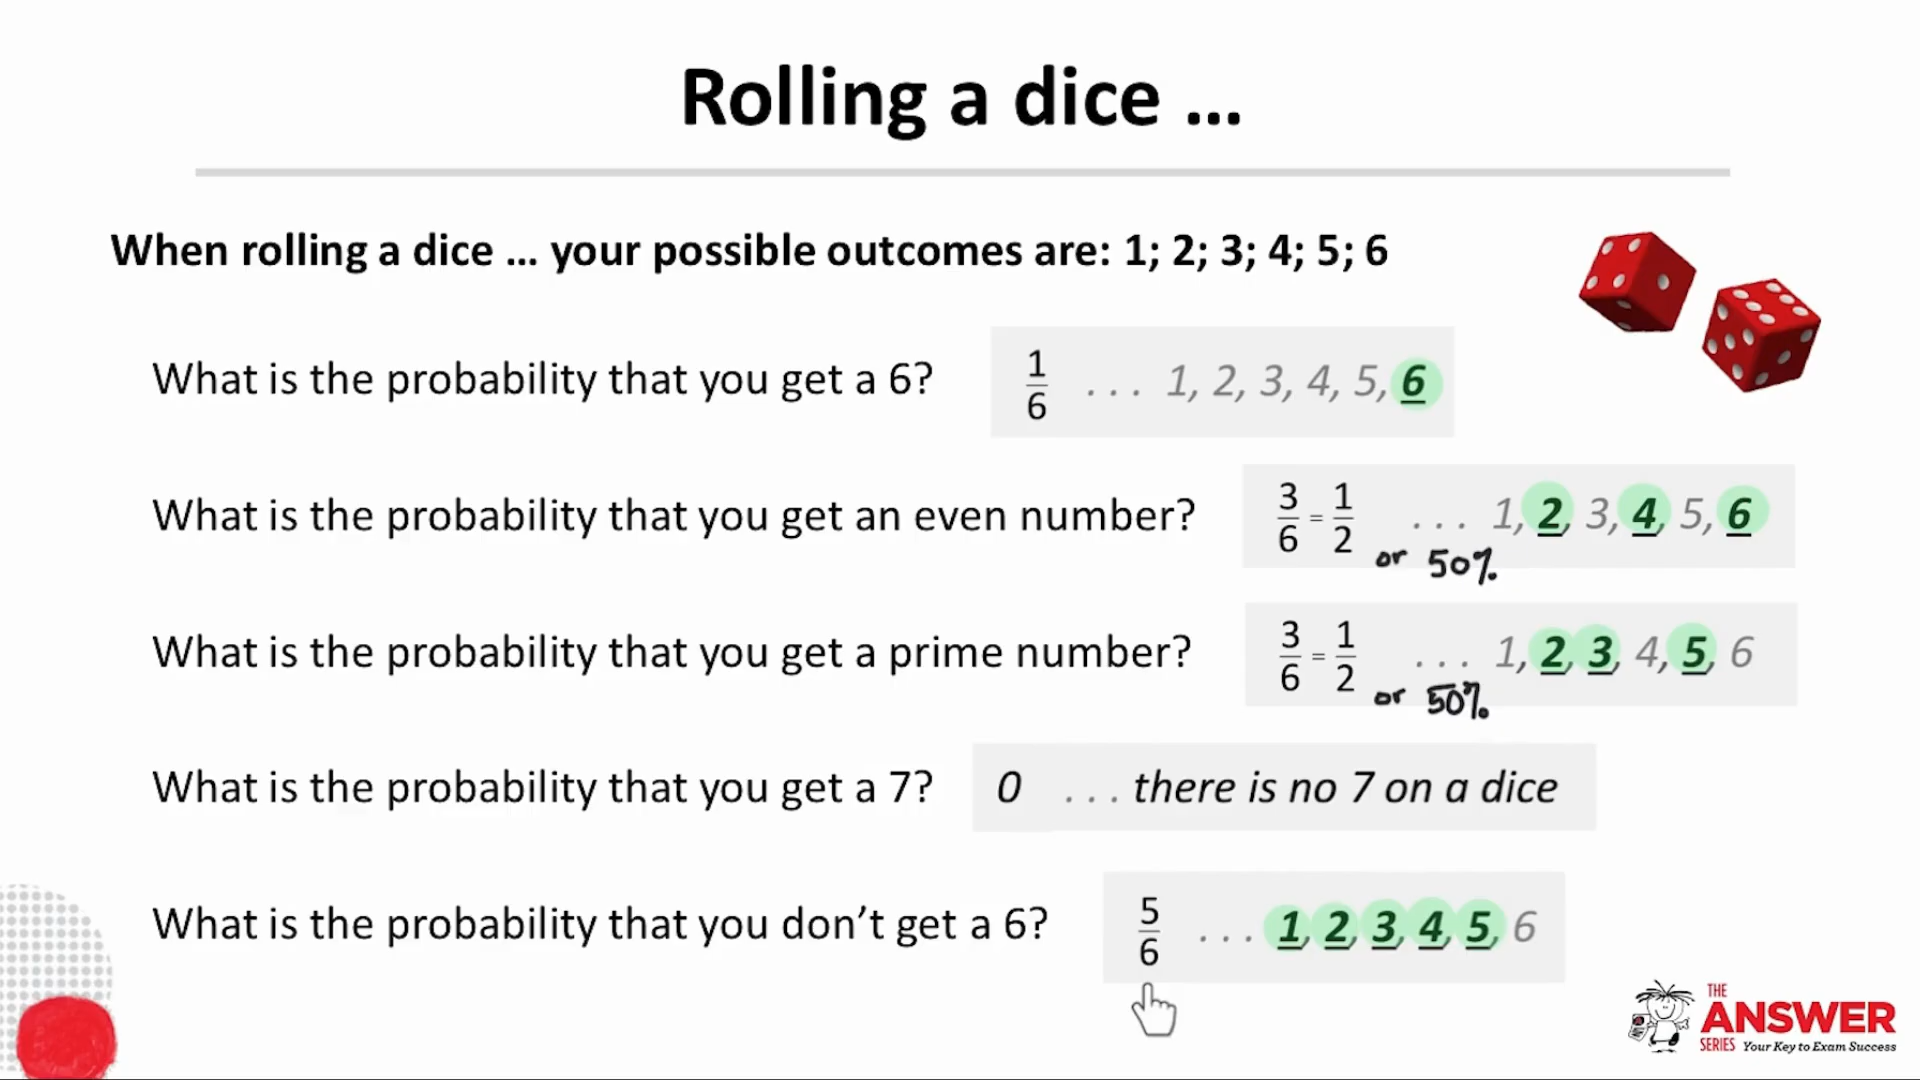 Rolling a dice ...
When rolling a dice ... your possible outcomes are: 1; 2; 3; 4; 5; 6
What is the probability that you get a 6? 1/6 ... 1, 2, 3, 4, 5, 6
What is the probability that you get an even number? 3/6 = 1/2 ... 1, 2, 3, 4, 5, 6
or 50%
What is the probability that you get a prime number? 3/6 = 1/2 ... 1, 2, 3, 4, 5, 6
or 50%
What is the probability that you get a 7? 0 ... there is no 7 on a dice
What is the probability that you don't get a 6? 5/6 ... 1, 2, 3, 4, 5, 6
THE
ANSWER
SERIES Your Key to Exam Success